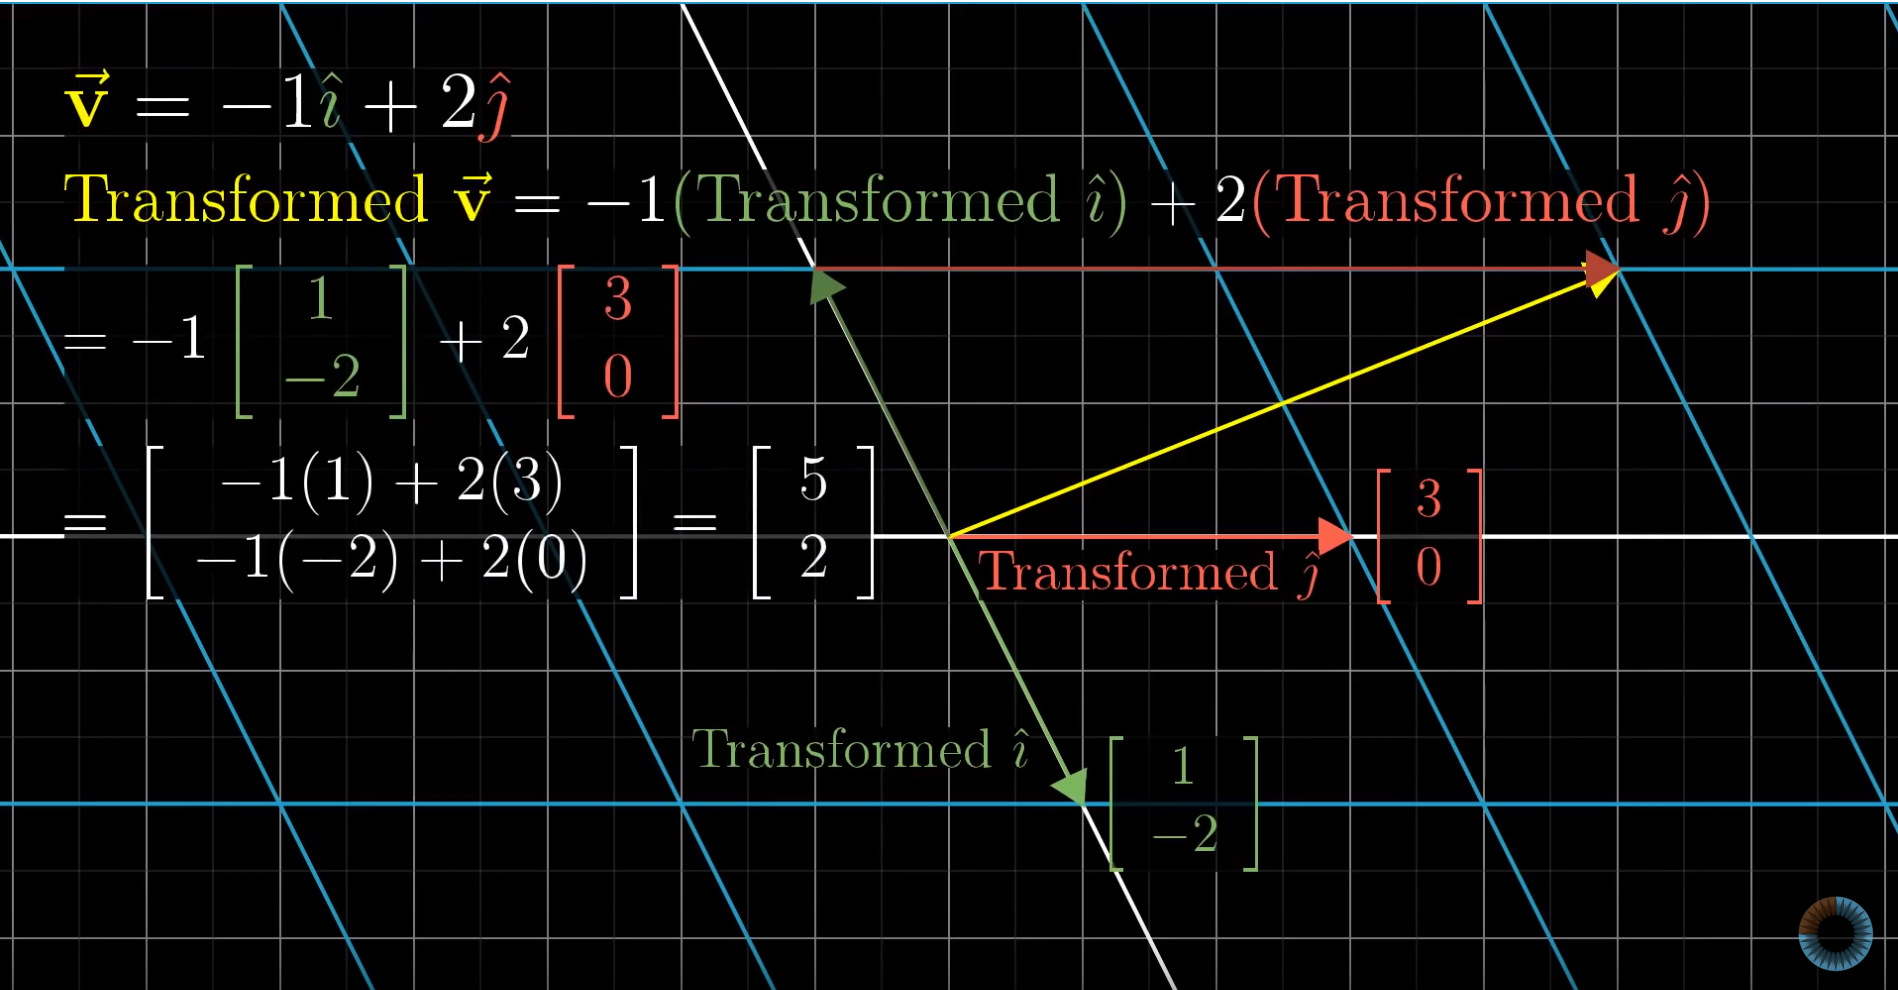 $\vec{\mathbf{v}} = -1\hat{\imath} + 2\hat{\jmath}$
Transformed $\vec{\mathbf{v}} = -1$(Transformed $\hat{\imath}$) $+ 2$(Transformed $\hat{\jmath}$)
$= -1 \begin{bmatrix} 1 \\ -2 \end{bmatrix} + 2 \begin{bmatrix} 3 \\ 0 \end{bmatrix}$
$= \begin{bmatrix} -1(1) + 2(3) \\ -1(-2) + 2(0) \end{bmatrix} = \begin{bmatrix} 5 \\ 2 \end{bmatrix}$
Transformed $\hat{\jmath}$ $\begin{bmatrix} 3 \\ 0 \end{bmatrix}$
Transformed $\hat{\imath}$ $\begin{bmatrix} 1 \\ -2 \end{bmatrix}$